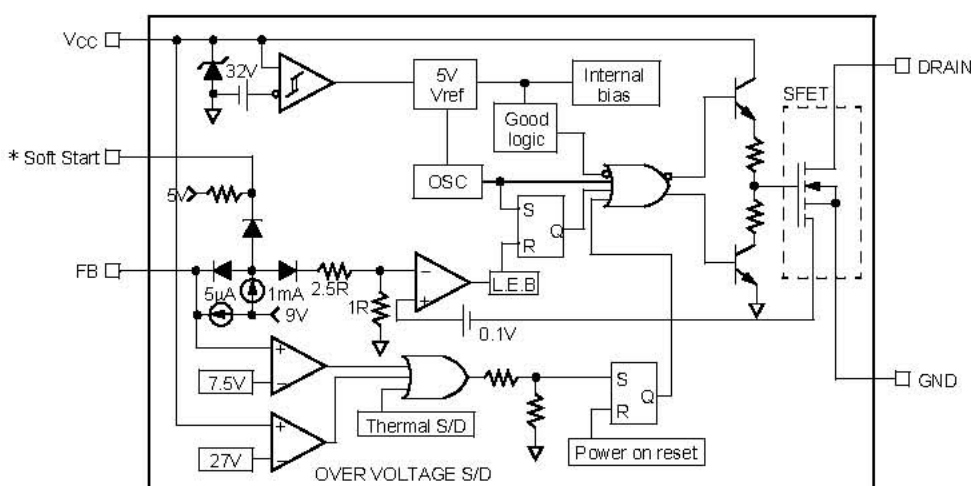 VCC
DRAIN
32V
5V
Vref
Internal
bias
SFET
Good
logic
* Soft Start
OSC
5V
S
R
Q
FB
2.5R
L.E.B
5μA
1mA
9V
1R
0.1V
+
−
7.5V
Thermal S/D
S
R
Q
GND
+
−
27V
Power on reset
OVER VOLTAGE S/D
−
+